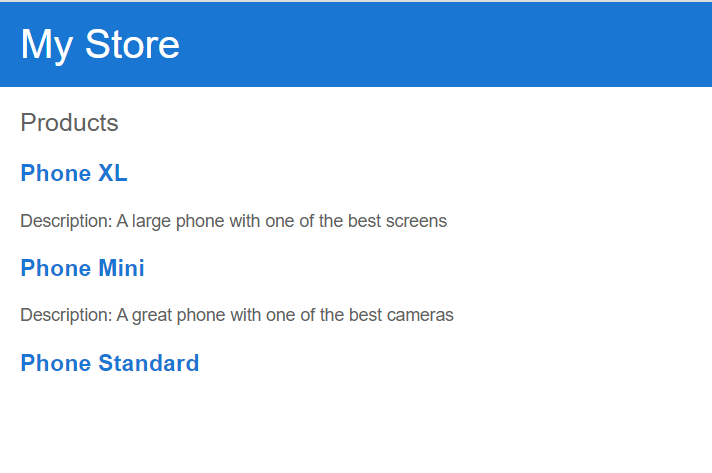 My Store
Products
Phone XL
Description: A large phone with one of the best screens
Phone Mini
Description: A great phone with one of the best cameras
Phone Standard